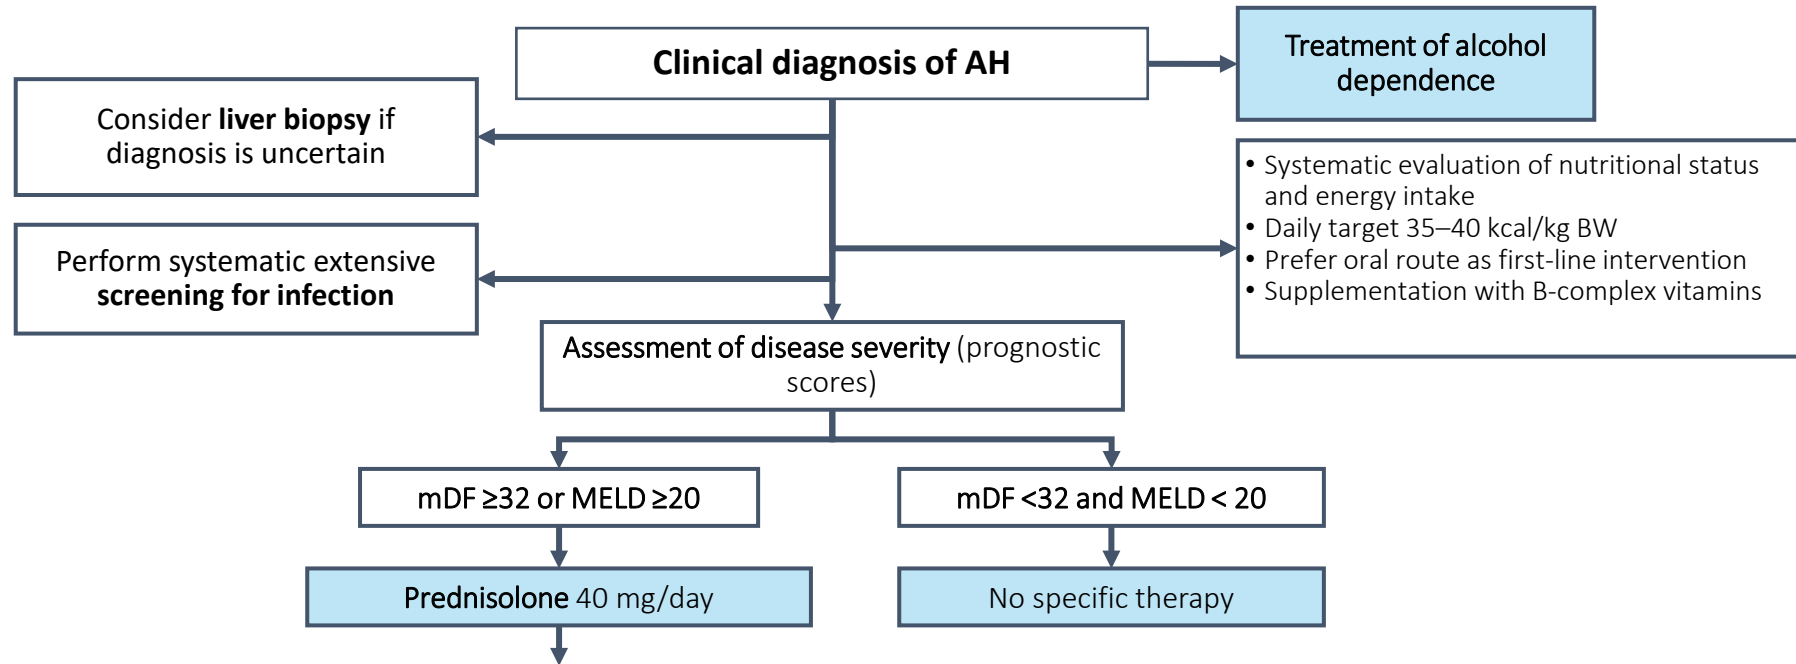 Clinical diagnosis of AH
Treatment of alcohol
dependence
Consider liver biopsy if
diagnosis is uncertain
• Systematic evaluation of nutritional status
and energy intake
• Daily target 35–40 kcal/kg BW
• Prefer oral route as first-line intervention
• Supplementation with B-complex vitamins
Perform systematic extensive
screening for infection
Assessment of disease severity (prognostic
scores)
mDF ≥32 or MELD ≥20
mDF <32 and MELD < 20
Prednisolone 40 mg/day
No specific therapy